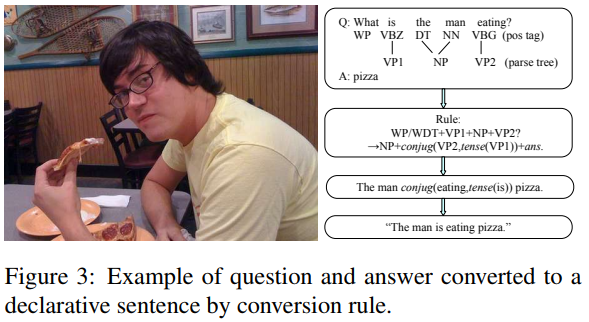 Q: What is the man eating?
WP VBZ DT NN VBG (pos tag)
VP1 NP VP2 (parse tree)
A: pizza
Rule:
WP/WDT+VP1+NP+VP2?
→NP+conjug(VP2,tense(VP1))+ans.
The man conjug(eating,tense(is)) pizza.
“The man is eating pizza.”
Figure 3: Example of question and answer converted to a
declarative sentence by conversion rule.